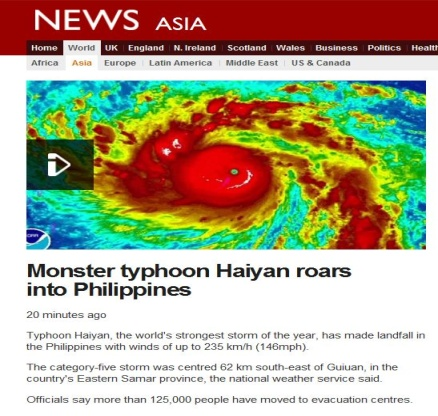 NEWS ASIA
Home World UK England N. Ireland Scotland Wales Business Politics Health
Africa Asia Europe Latin America Middle East US & Canada
Monster typhoon Haiyan roars
into Philippines
20 minutes ago
Typhoon Haiyan, the world's strongest storm of the year, has made landfall in
the Philippines with winds of up to 235 km/h (146mph).
The category-five storm was centred 62 km south-east of Guiuan, in the
country's Eastern Samar province, the national weather service said.
Officials say more than 125,000 people have moved to evacuation centres.